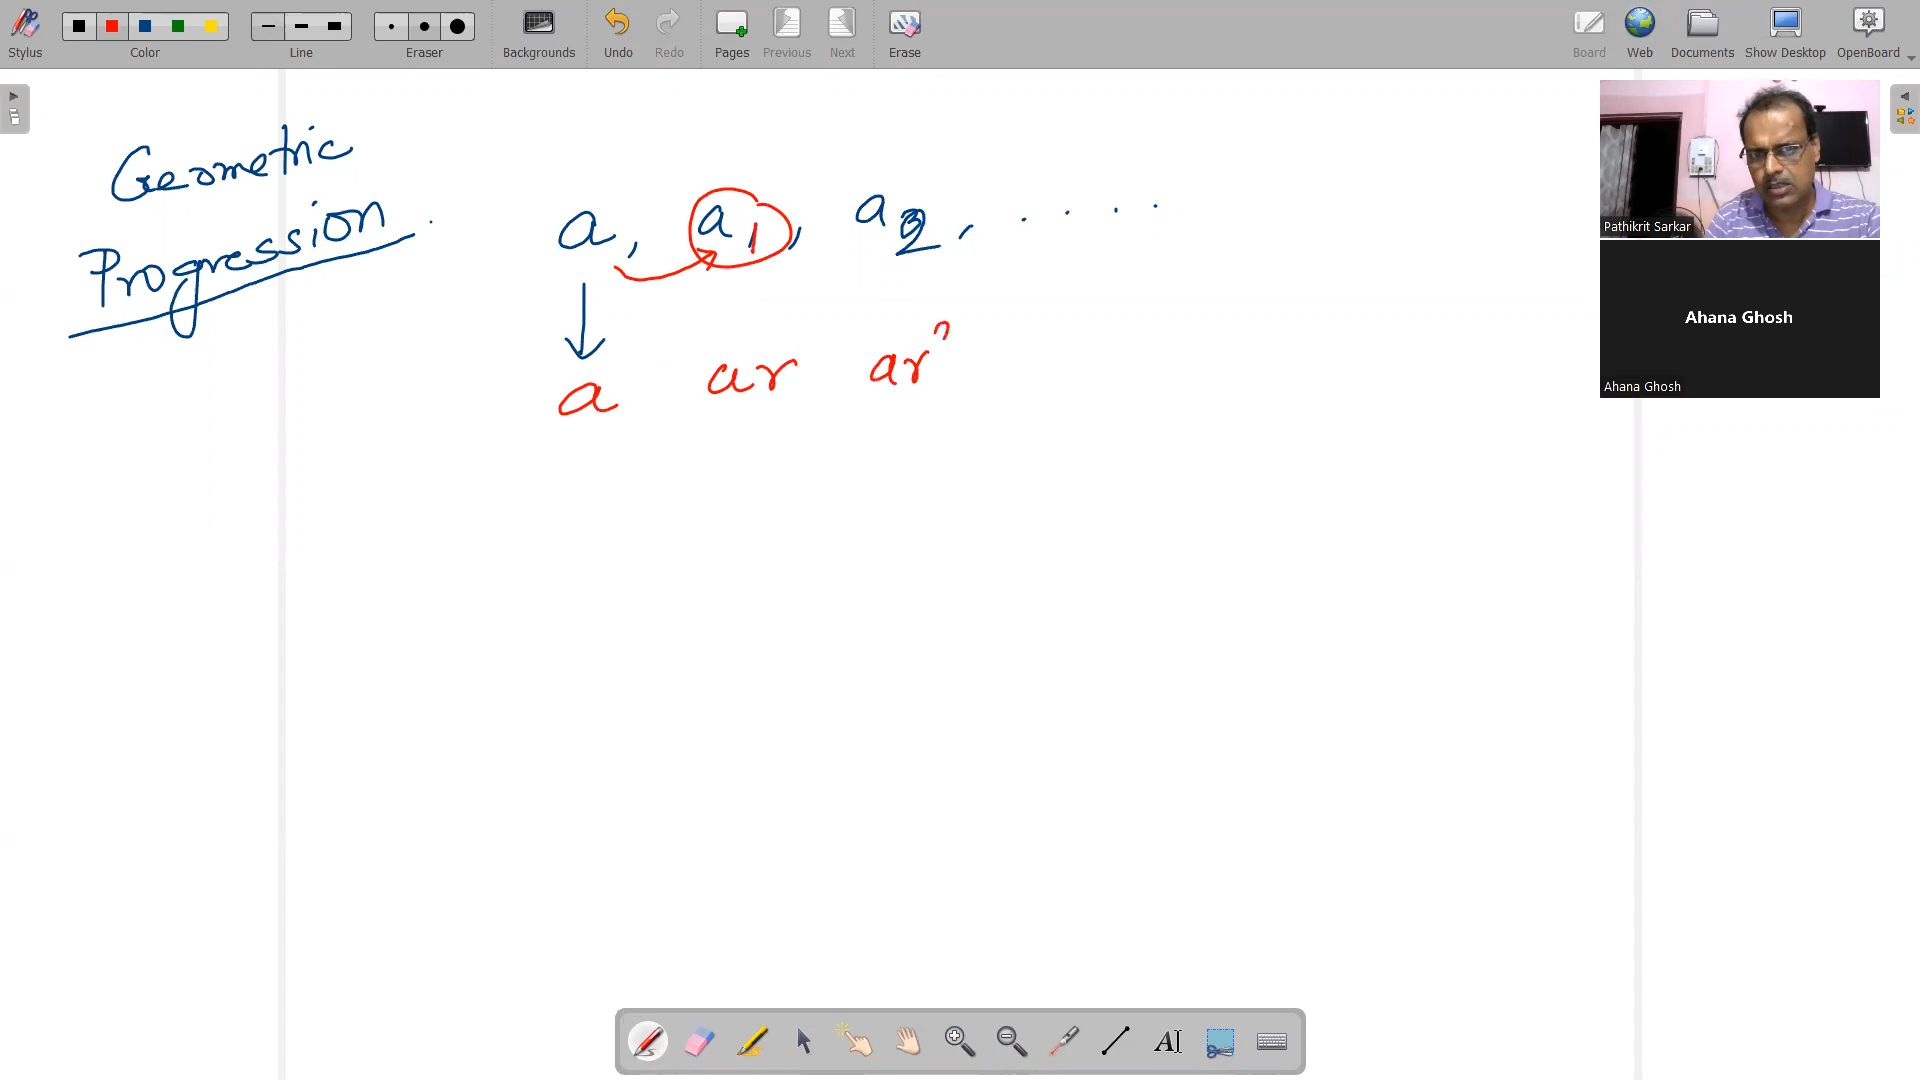 Stylus Color Line Eraser Backgrounds Undo Redo Pages Previous Next Erase Board Web Documents Show Desktop OpenBoard
Geometric
Progression.
a, a1, a2, .....
a ar ar²
Pathikrit Sarkar
Ahana Ghosh
Ahana Ghosh